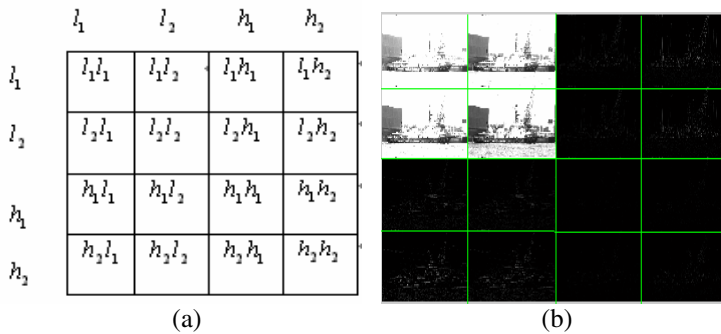 l₁ l₂ h₁ h₂
l₁ l₁l₁ l₁l₂ l₁h₁ l₁h₂
l₂ l₂l₁ l₂l₂ l₂h₁ l₂h₂
h₁ h₁l₁ h₁l₂ h₁h₁ h₁h₂
h₂ h₂l₁ h₂l₂ h₂h₁ h₂h₂
(a) (b)